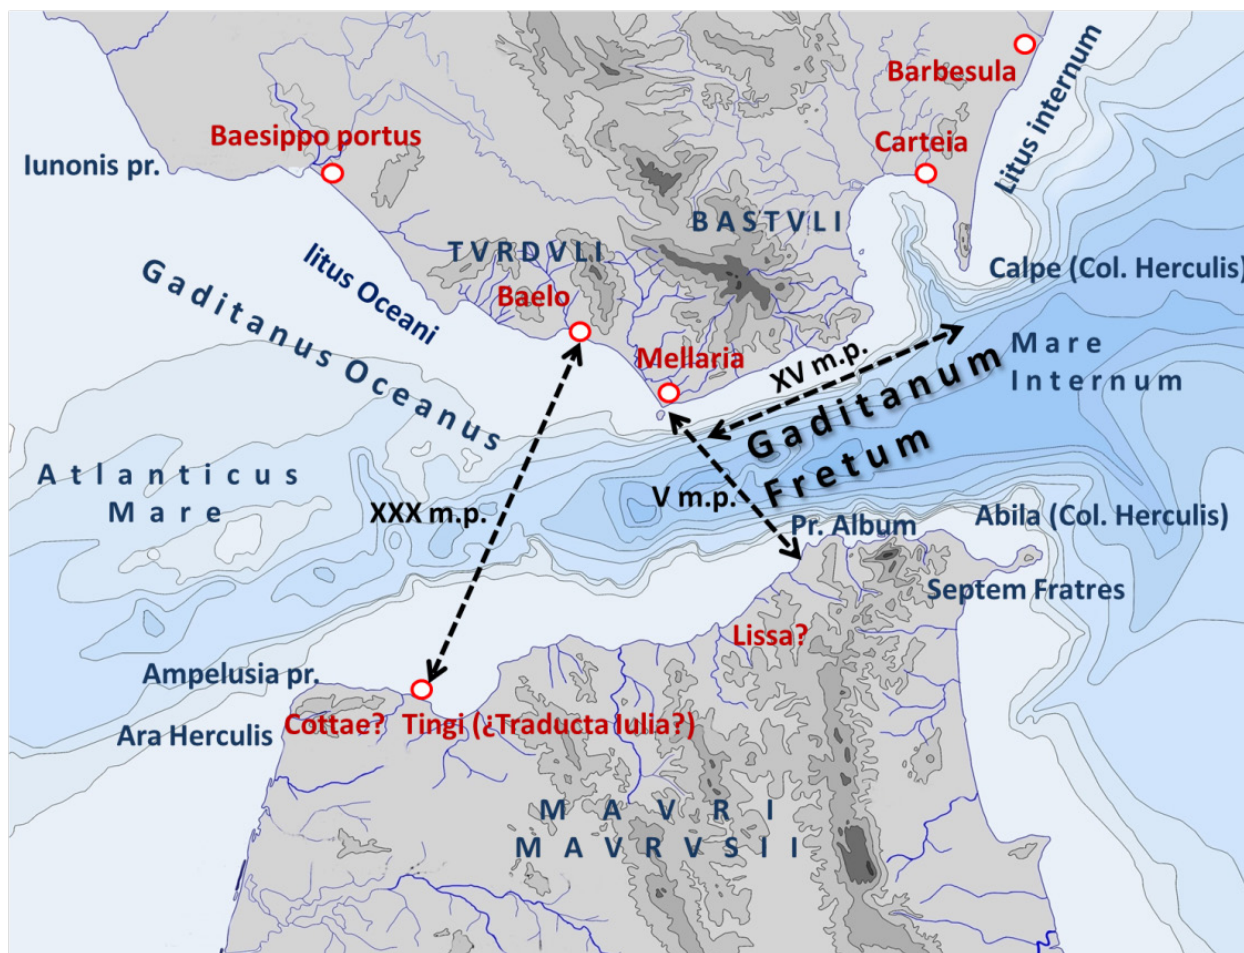 Barbesula
Litus internum
Baesippo portus
Carteia
Iunonis pr.
BASTVLI
TVRDVLI
litus Oceani
Gaditanus Oceanus
Baelo
Calpe (Col. Herculis)
Mellaria
XV m.p.
Mare
Internum
Gaditanum
Fretum
Atlanticus
Mare
XXX m.p.
V m.p.
Pr. Album
Abila (Col. Herculis)
Septem Fratres
Lissa?
Ampelusia pr.
Ara Herculis
Cottae?
Tingi (¿Traducta Iulia?)
MAVRI
MAVRVSII